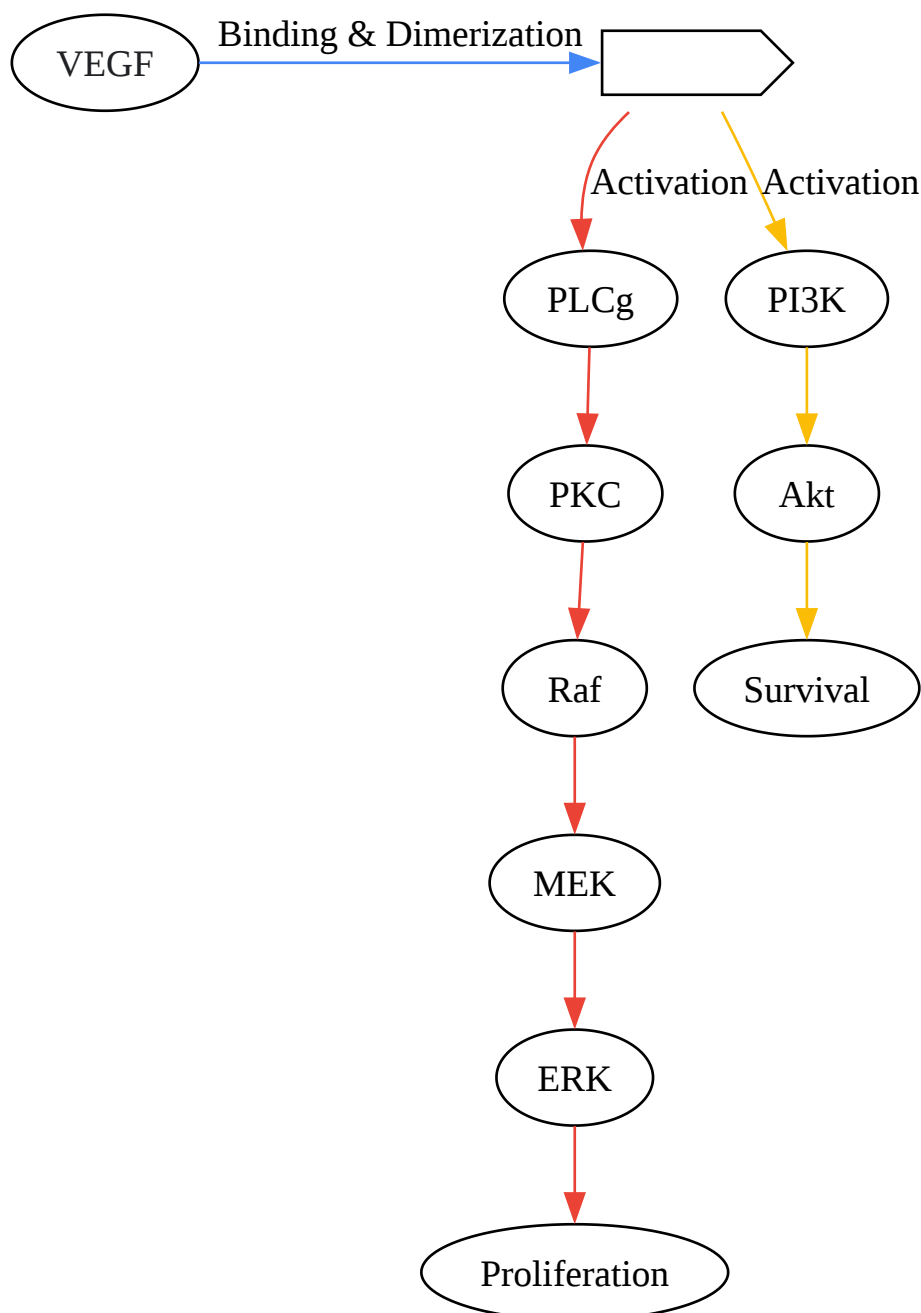 Binding & Dimerization
VEGF
Activation
Activation
PLCg
PI3K
PKC
Akt
Raf
Survival
MEK
ERK
Proliferation